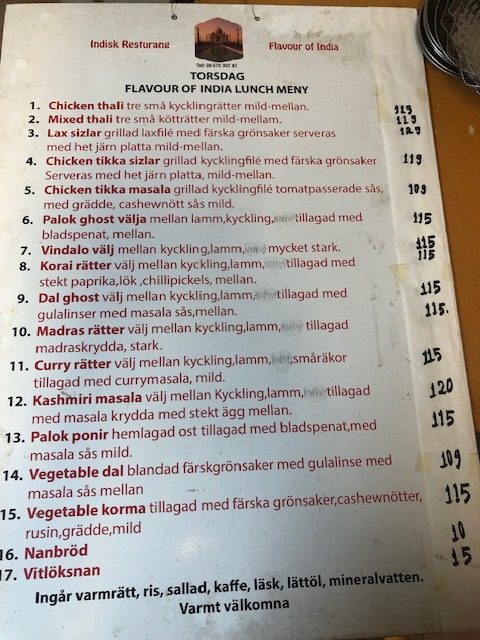 Indisk Resturang
Flavour of India
TORSDAG
FLAVOUR OF INDIA LUNCH MENY
1. Chicken thali tre små kycklingrätter mild-mellan. 119
2. Mixed thali tre små kötträtter mild-mellam. 119
3. Lax sizlar grillad laxfilé med färska grönsaker serveras 129
med het järn platta mild-mellan.
4. Chicken tikka sizlar grillad kycklingfilé med färska grönsaker 119
Serveras med het järn platta, mild-mellan.
5. Chicken tikka masala grillad kycklingfilé tomatpasserade sås, 109
med grädde, cashewnött sås mild.
6. Palok ghost välja mellan lamm,kyckling, tillagad med 115
bladspenat, mellan.
7. Vindalo välj mellan kyckling,lamm, mycket stark. 115
8. Korai rätter välj mellan kyckling,lamm, tillagad med 115
stekt paprika,lök ,chillipickels, mellan.
9. Dal ghost välj mellan kyckling,lamm, tillagad med 115
gulalinser med masala sås,mellan.
10. Madras rätter välj mellan kyckling,lamm, tillagad 115.
madraskrydda, stark.
11. Curry rätter välj mellan kyckling,lamm, ,småräkor 115
tillagad med currymasala, mild.
12. Kashmiri masala välj mellan Kyckling,lamm, tillagad 120
med masala krydda med stekt ägg mellan.
13. Palok ponir hemlagad ost tillagad med bladspenat,med 115
masala sås mild.
14. Vegetable dal blandad färskgrönsaker med gulalinse med 109
masala sås mellan
15. Vegetable korma tillagad med färska grönsaker,cashewnötter, 115
rusin,grädde,mild
16. Nanbröd 10
17. Vitlöksnan 15
Ingår varmrätt, ris, sallad, kaffe, läsk, lättöl, mineralvatten.
Varmt välkomna